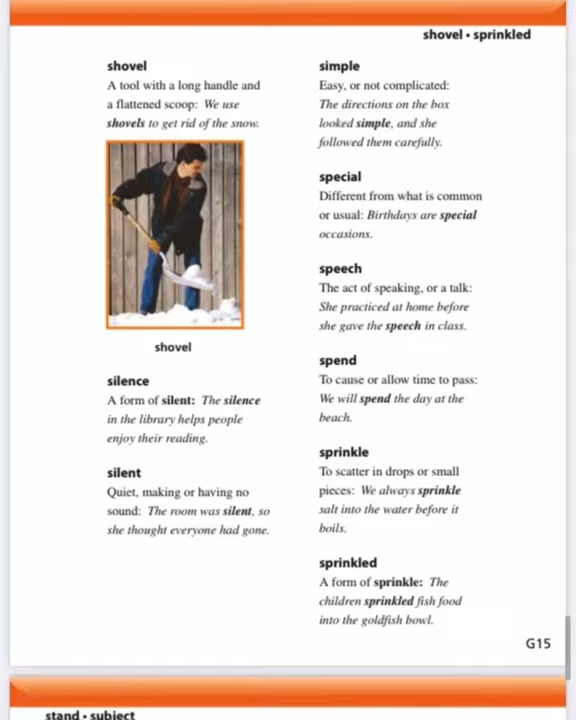 shovel • sprinkled
shovel
A tool with a long handle and
a flattened scoop: We use
shovels to get rid of the snow.
shovel
silence
A form of silent: The silence
in the library helps people
enjoy their reading.
silent
Quiet, making or having no
sound: The room was silent, so
she thought everyone had gone.
simple
Easy, or not complicated:
The directions on the box
looked simple, and she
followed them carefully.
special
Different from what is common
or usual: Birthdays are special
occasions.
speech
The act of speaking, or a talk:
She practiced at home before
she gave the speech in class.
spend
To cause or allow time to pass:
We will spend the day at the
beach.
sprinkle
To scatter in drops or small
pieces: We always sprinkle
salt into the water before it
boils.
sprinkled
A form of sprinkle: The
children sprinkled fish food
into the goldfish bowl.
G15
stand • subject